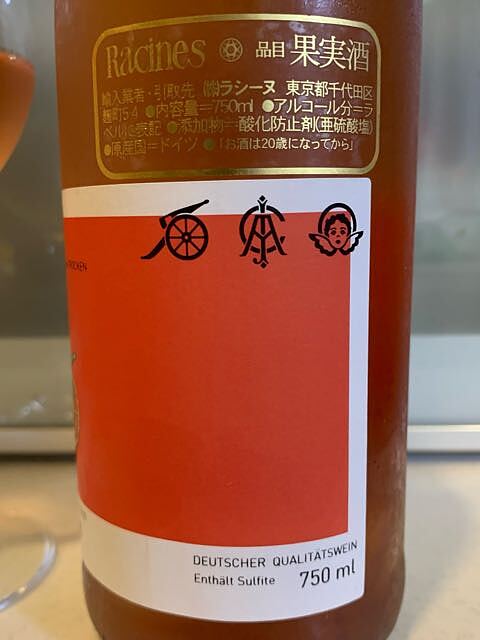 Racines 品目 果実酒
輸入業者・引取先 ㈱ラシーヌ 東京都千代田区
麹町5-4 ●内容量=750ml ●アルコール分=ラ
ベルに表記 ●添加物=酸化防止剤(亜硫酸塩)
●原産国=ドイツ ●「お酒は20歳になってから」
DEUTSCHER QUALITÄTSWEIN
Enthält Sulfite 750 ml